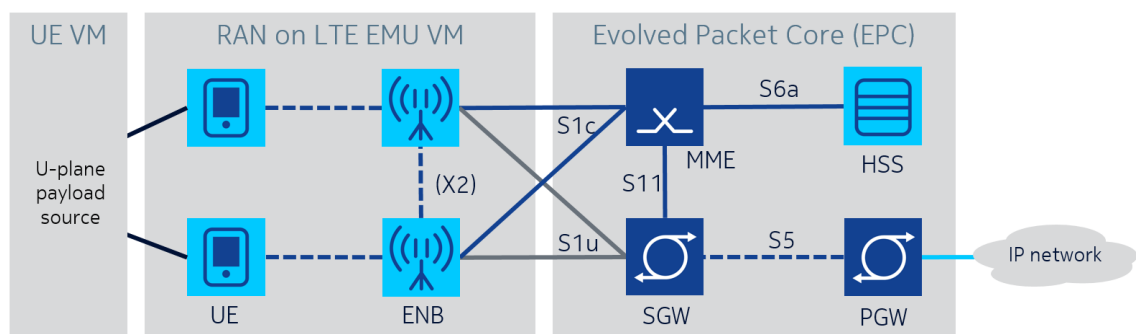 UE VM
RAN on LTE EMU VM
Evolved Packet Core (EPC)
S6a
S1c
MME
HSS
U-plane
payload
source
(X2)
S11
S1u
S5
IP network
UE
ENB
SGW
PGW